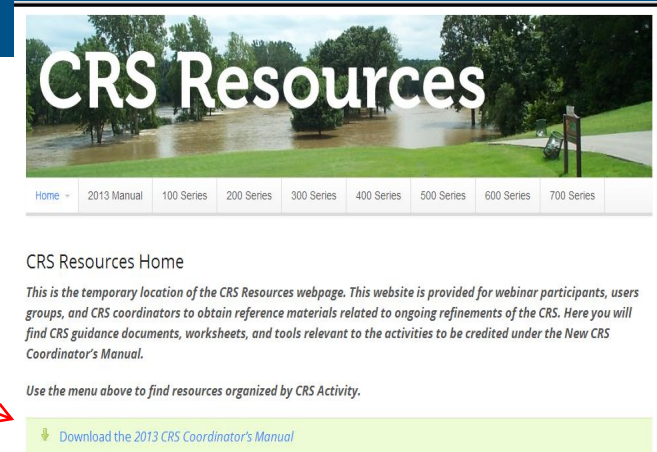 CRS Resources
Home 2013 Manual 100 Series 200 Series 300 Series 400 Series 500 Series 600 Series 700 Series
CRS Resources Home
This is the temporary location of the CRS Resources webpage. This website is provided for webinar participants, users
groups, and CRS coordinators to obtain reference materials related to ongoing refinements of the CRS. Here you will
find CRS guidance documents, worksheets, and tools relevant to the activities to be credited under the New CRS
Coordinator's Manual.
Use the menu above to find resources organized by CRS Activity.
Download the 2013 CRS Coordinator's Manual